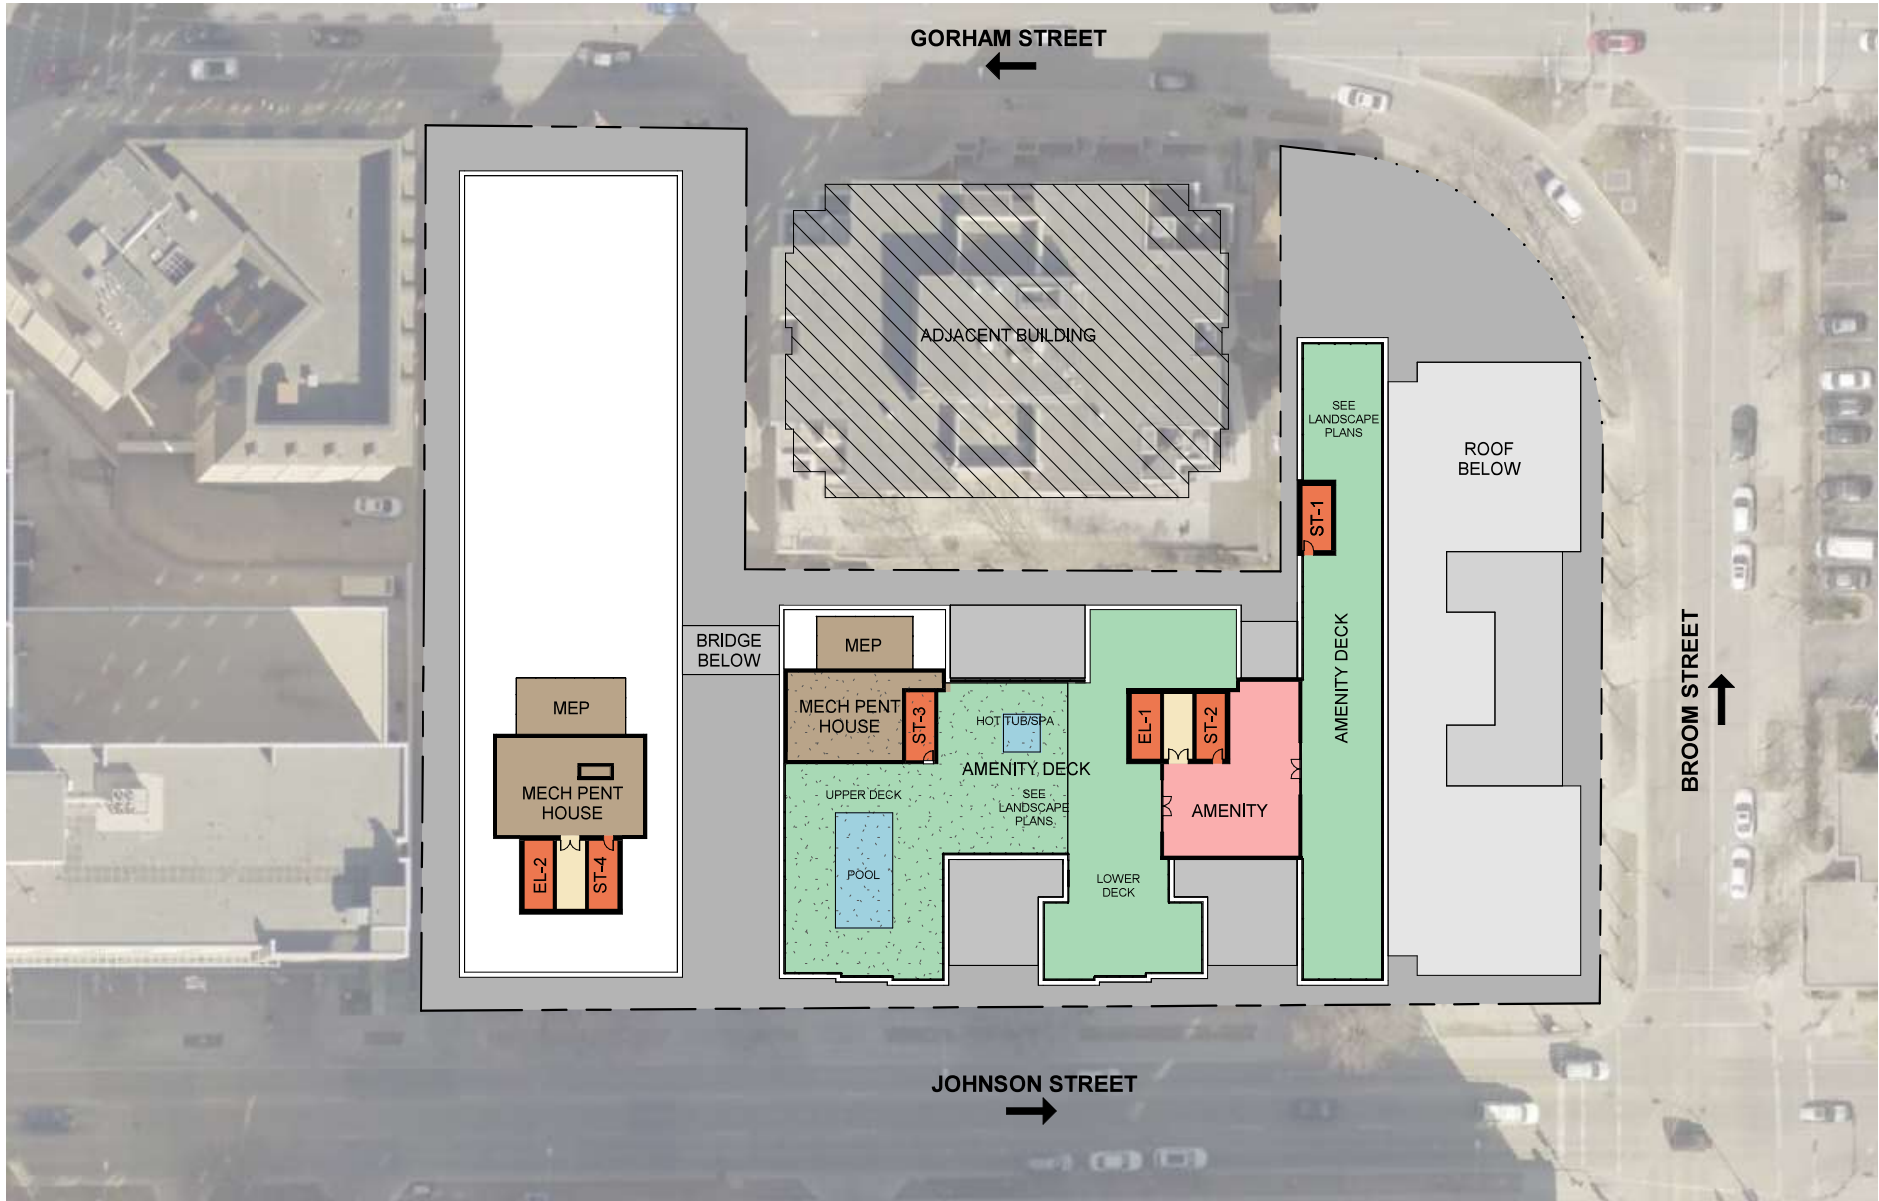 GORHAM STREET
ADJACENT BUILDING
SEE
LANDSCAPE
PLANS
ROOF
BELOW
ST-1
AMENITY DECK
BROOM STREET
BRIDGE
BELOW
MEP
MECH PENT
HOUSE
ST-3
HOT TUB/SPA
AMENITY DECK
UPPER DECK
SEE
LANDSCAPE
PLANS
POOL
EL-1
ST-2
AMENITY
LOWER
DECK
MEP
MECH PENT
HOUSE
EL-2
ST-4
JOHNSON STREET